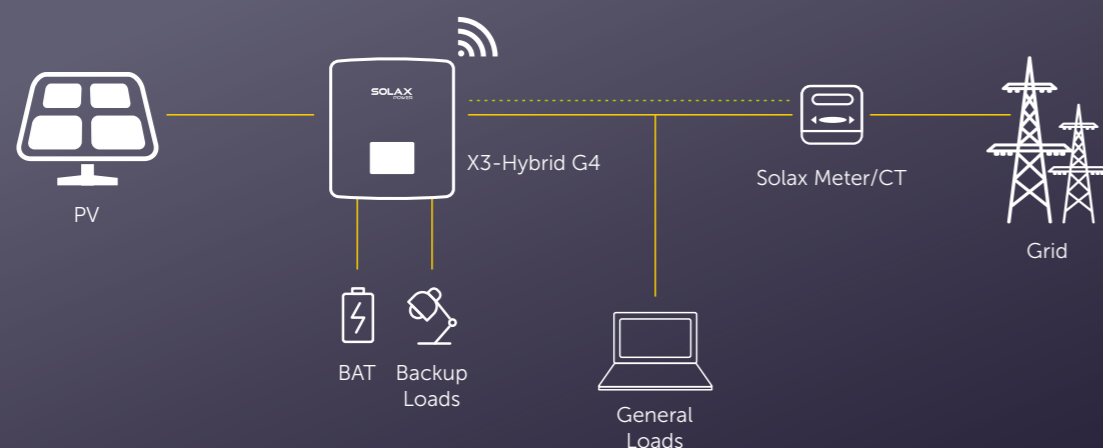 SOLAX
POWER
X3-Hybrid G4
Solax Meter/CT
PV
Grid
BAT
Backup
Loads
General
Loads